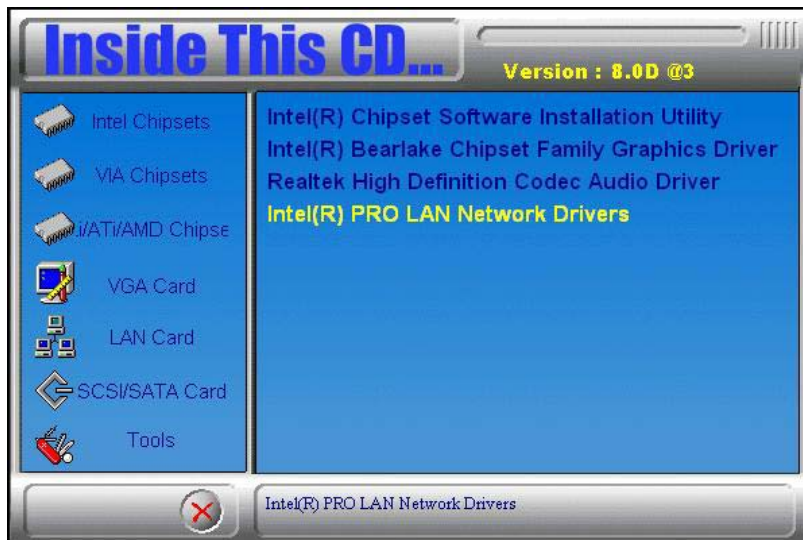 Inside This CD...
Version : 8.0D @3
Intel Chipsets
VIA Chipsets
.i/ATi/AMD Chipse
VGA Card
LAN Card
SCSI/SATA Card
Tools
Intel(R) Chipset Software Installation Utility
Intel(R) Bearlake Chipset Family Graphics Driver
Realtek High Definition Codec Audio Driver
Intel(R) PRO LAN Network Drivers
Intel(R) PRO LAN Network Drivers